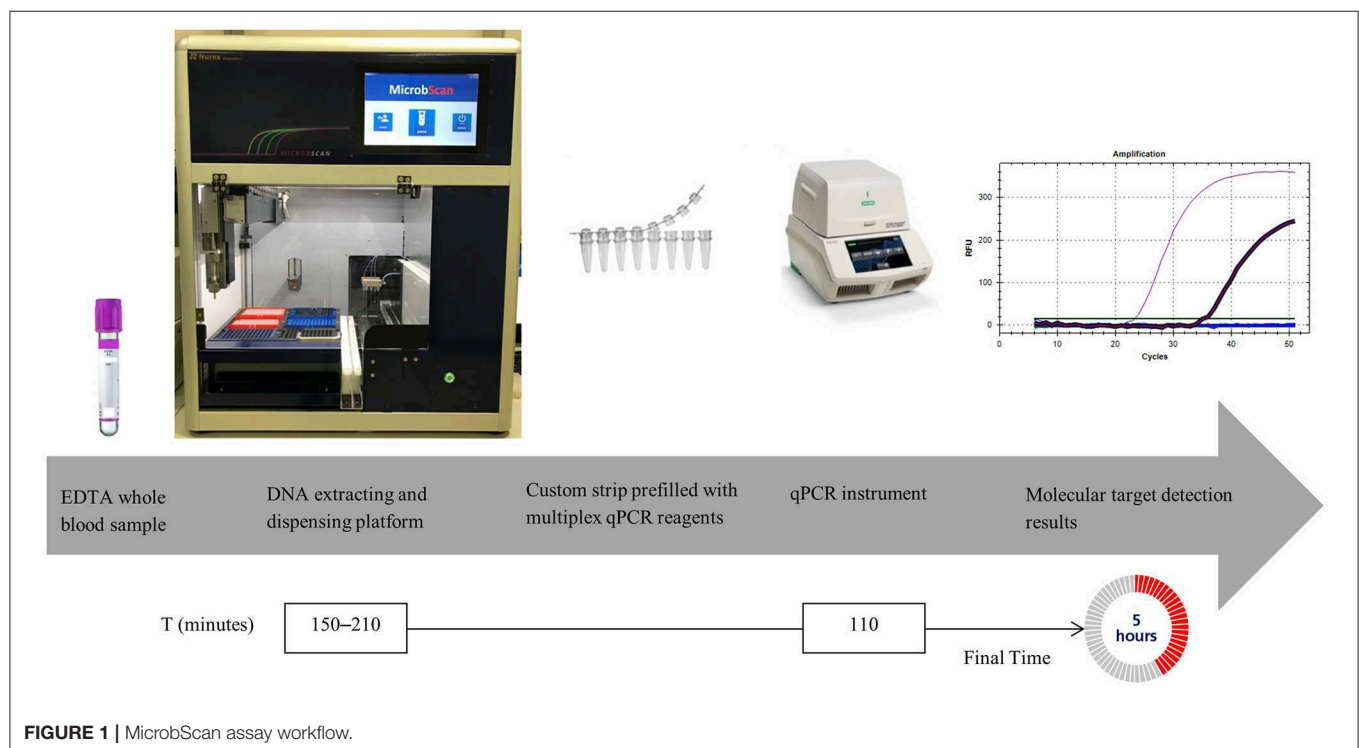 Nurex
MicrobScan
MICROBSCAN
Amplification
300
200
100
0
RFU
0
10
20
30
40
50
60
Cycles
EDTA whole
blood sample
DNA extracting and
dispensing platform
Custom strip prefilled with
multiplex qPCR reagents
qPCR instrument
Molecular target detection
results
T (minutes)
150–210
110
Final Time
5
hours
FIGURE 1 | MicrobScan assay workflow.